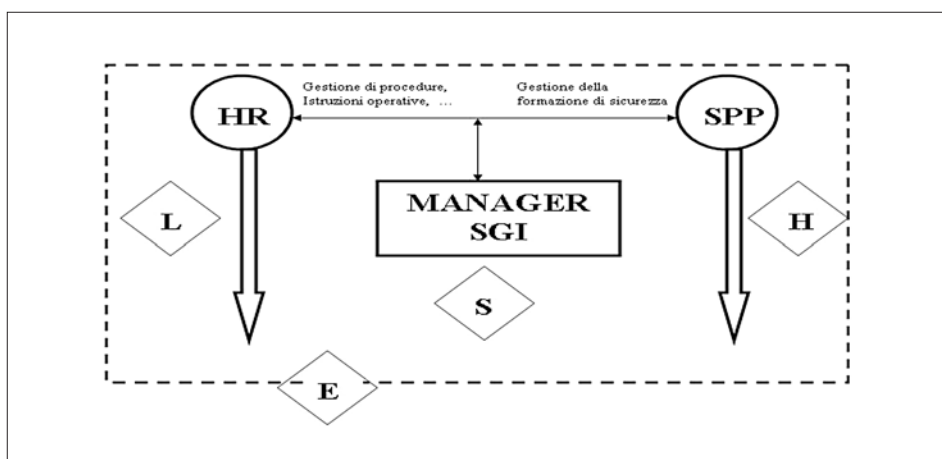 Gestione di procedure,
Istruzioni operative, ...
Gestione della
formazione di sicurezza
HR
SPP
MANAGER
SGI
L
H
S
E